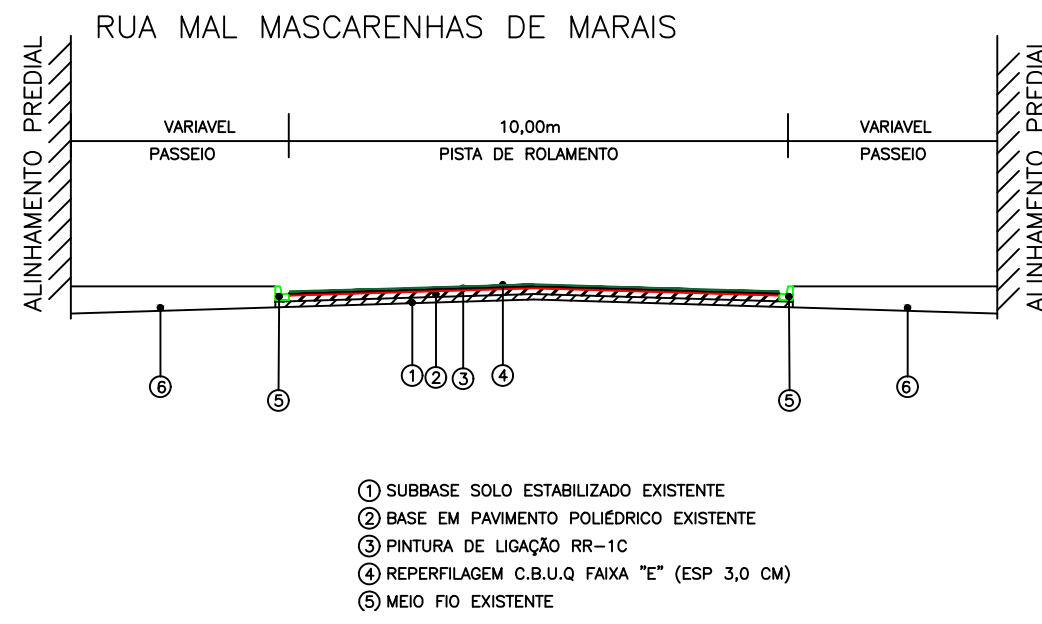 RUA MAL MASCARENHAS DE MARAIS
ALINHAMENTO PREDIAL
VARIAVEL
10,00m
VARIAVEL
PASSEIO
PISTA DE ROLAMENTO
PASSEIO
ALINHAMENTO PREDIAL
6
5
1
2
3
4
5
6
1 SUBBASE SOLO ESTABILIZADO EXISTENTE
2 BASE EM PAVIMENTO POLIÉDRICO EXISTENTE
3 PINTURA DE LIGAÇÃO RR-1C
4 REPERFILAGEM C.B.U.Q FAIXA "E" (ESP 3,0 CM)
5 MEIO FIO EXISTENTE